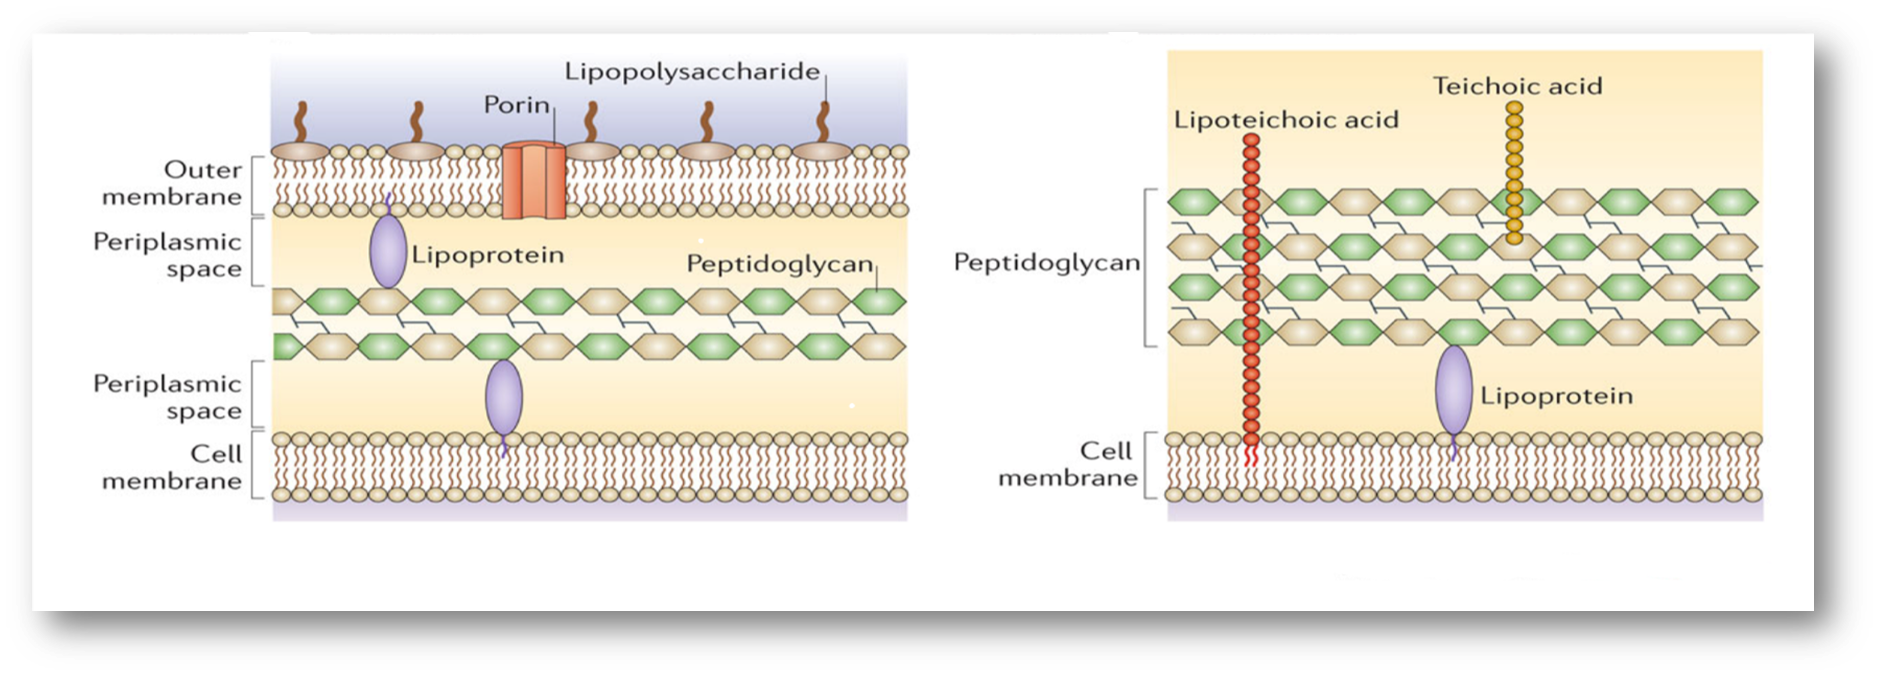 Lipopolysaccharide
Porin
Outer
membrane
Periplasmic
space
Lipoprotein
Peptidoglycan
Periplasmic
space
Cell
membrane
Teichoic acid
Lipoteichoic acid
Peptidoglycan
Lipoprotein
Cell
membrane